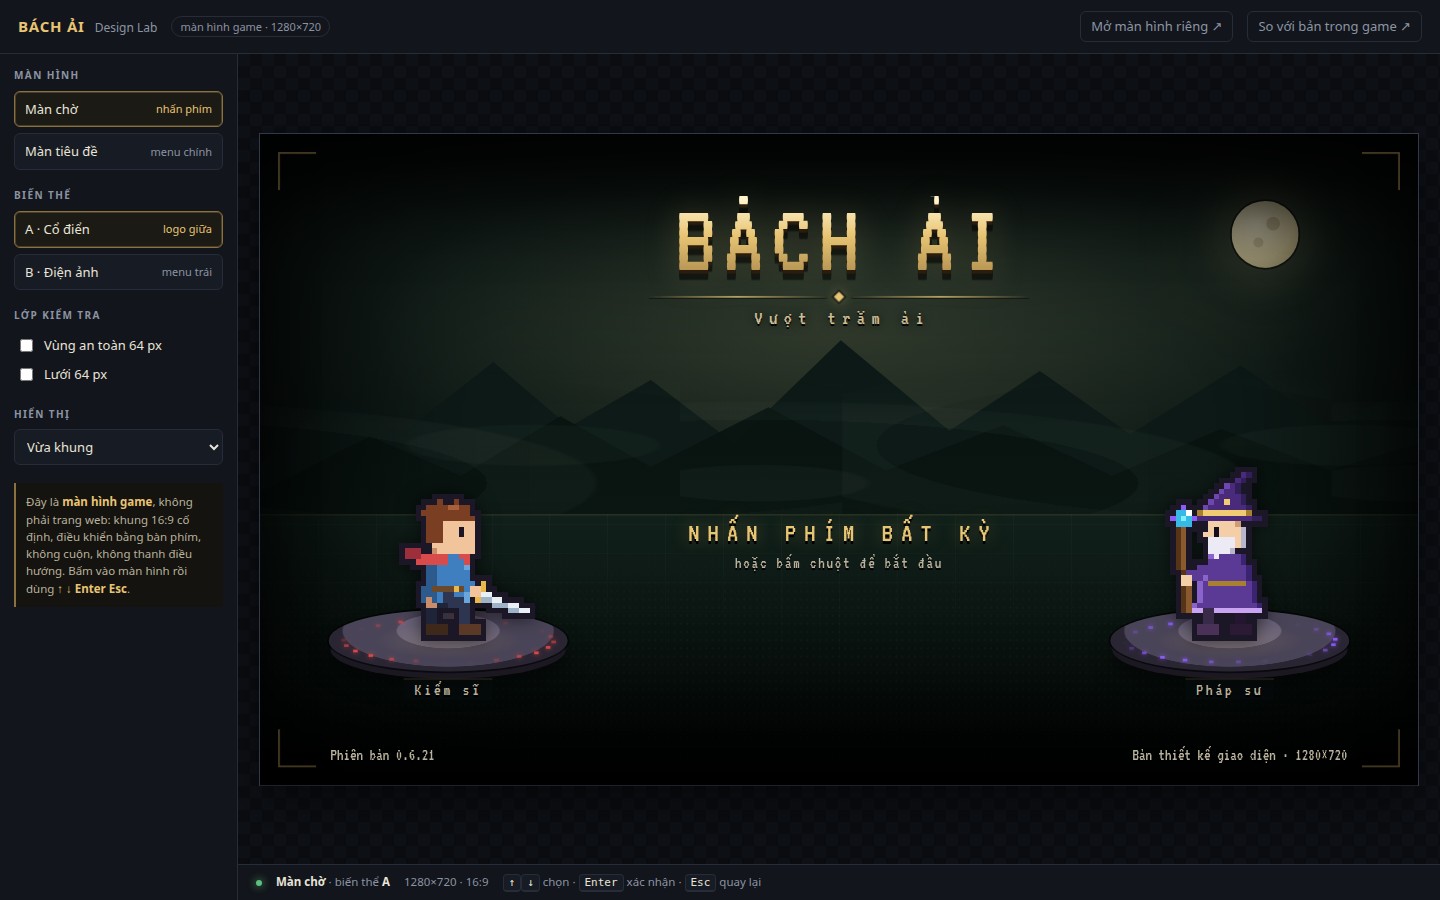 BÁCH ẢI Design Lab màn hình game · 1280×720
Mở màn hình riêng ↗
So với bản trong game ↗
MÀN HÌNH
Màn chờ nhấn phím
Màn tiêu đề menu chính
BIẾN THỂ
A · Cổ điển logo giữa
B · Điện ảnh menu trái
LỚP KIỂM TRA
Vùng an toàn 64 px
Lưới 64 px
HIỂN THỊ
Vừa khung
Đây là màn hình game, không
phải trang web: khung 16:9 cố
định, điều khiển bằng bàn phím,
không cuộn, không thanh điều
hướng. Bấm vào màn hình rồi
dùng ↑ ↓ Enter Esc.
BÁCH ẢI
Vượt trăm ải
NHẤN PHÍM BẤT KỲ
hoặc bấm chuột để bắt đầu
Kiếm sĩ
Pháp sư
Phiên bản 0.6.21
Bản thiết kế giao diện · 1280×720
Màn chờ · biến thể A 1280×720 · 16:9 ↑ ↓ chọn · Enter xác nhận · Esc quay lại